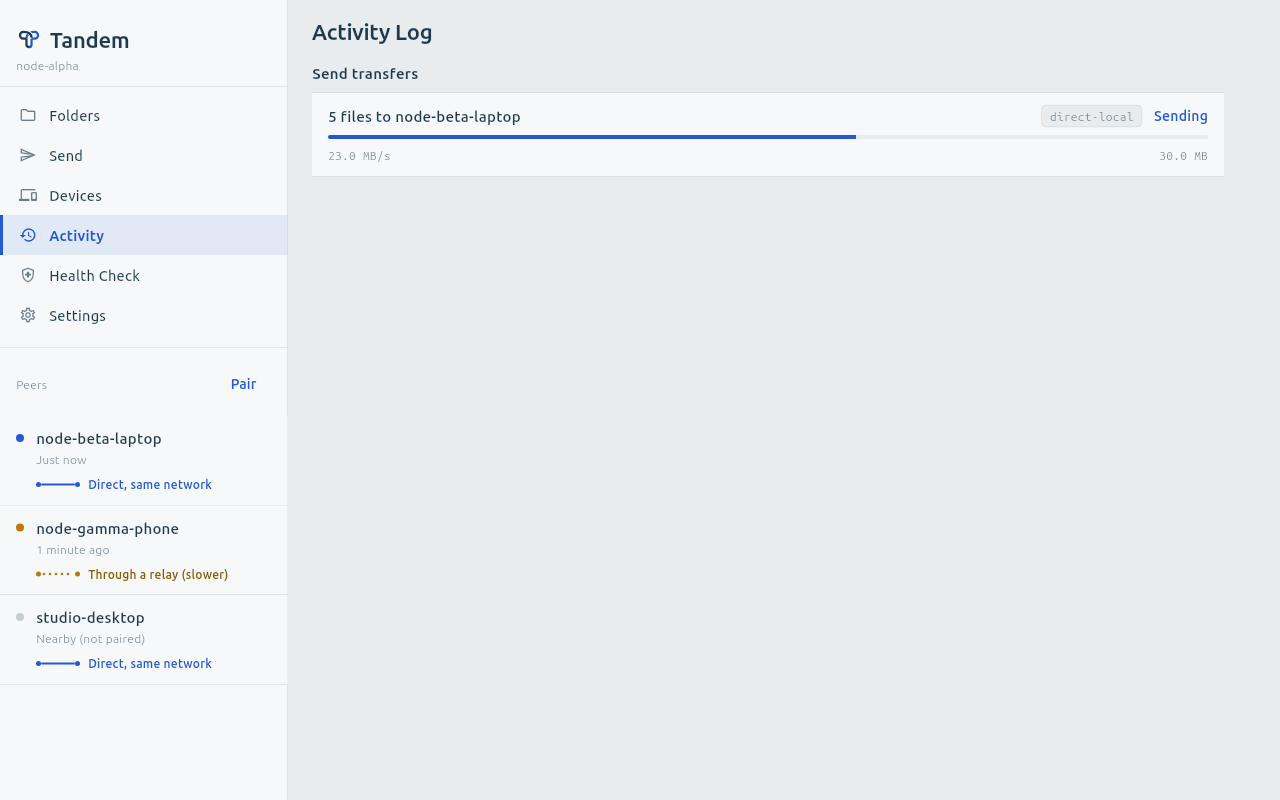 Tandem
node-alpha
Folders
Send
Devices
Activity
Health Check
Settings
Peers
Pair
node-beta-laptop
Just now
Direct, same network
node-gamma-phone
1 minute ago
Through a relay (slower)
studio-desktop
Nearby (not paired)
Direct, same network
Activity Log
Send transfers
5 files to node-beta-laptop
direct-local
Sending
23.0 MB/s
30.0 MB